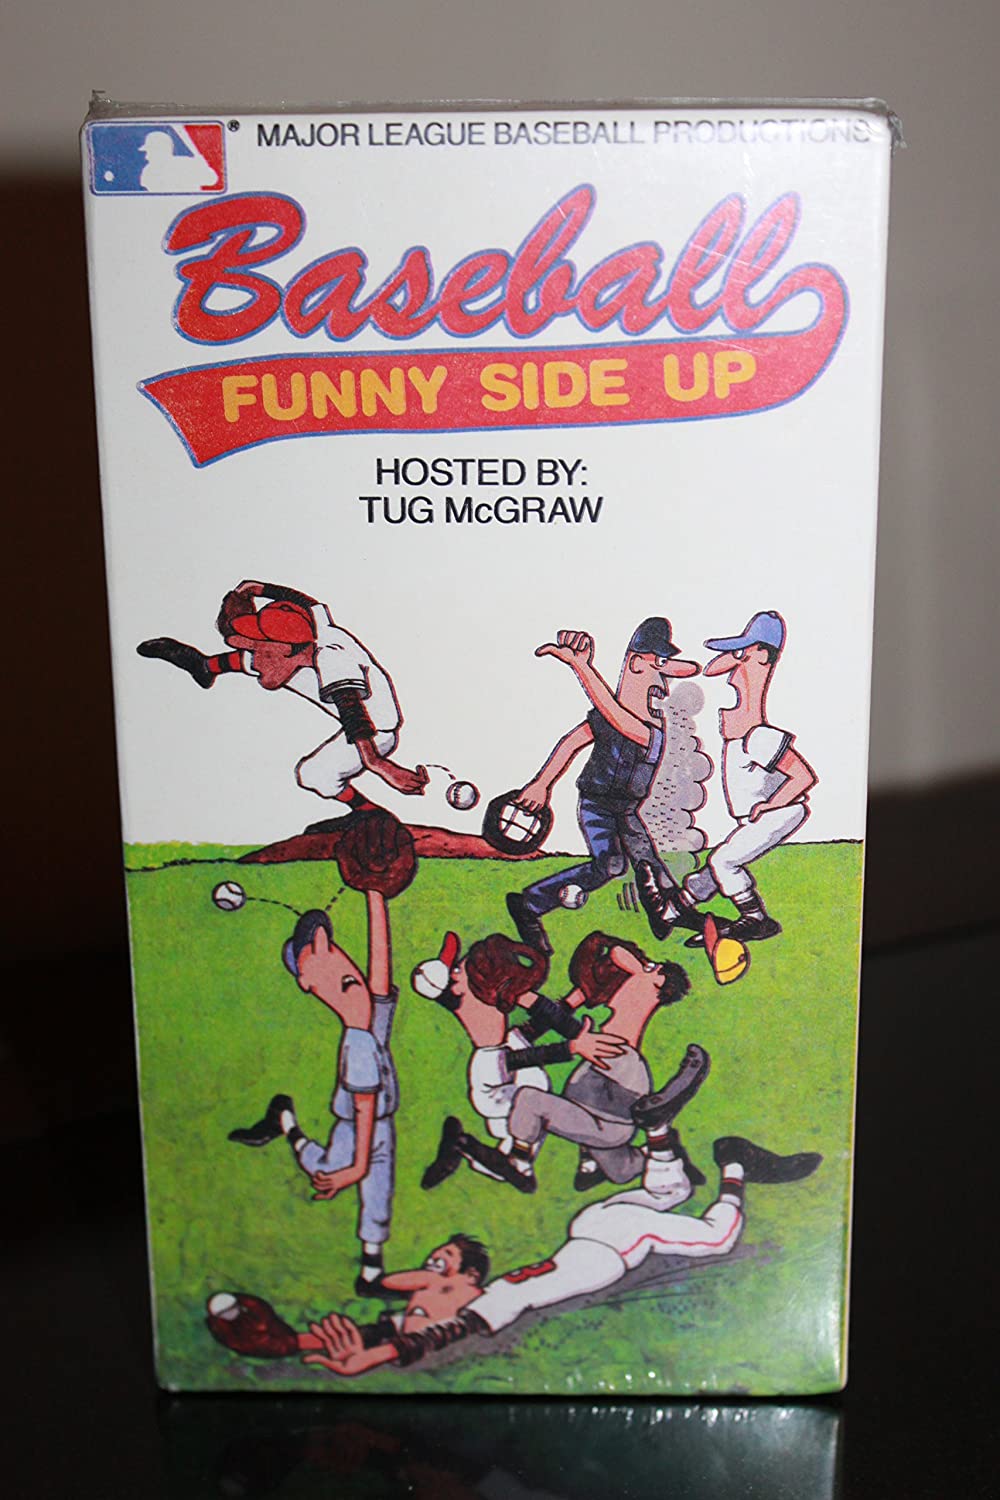 ® MAJOR LEAGUE BASEBALL PRODUCTIONS
Baseball
FUNNY SIDE UP
HOSTED BY:
TUG McGRAW
B